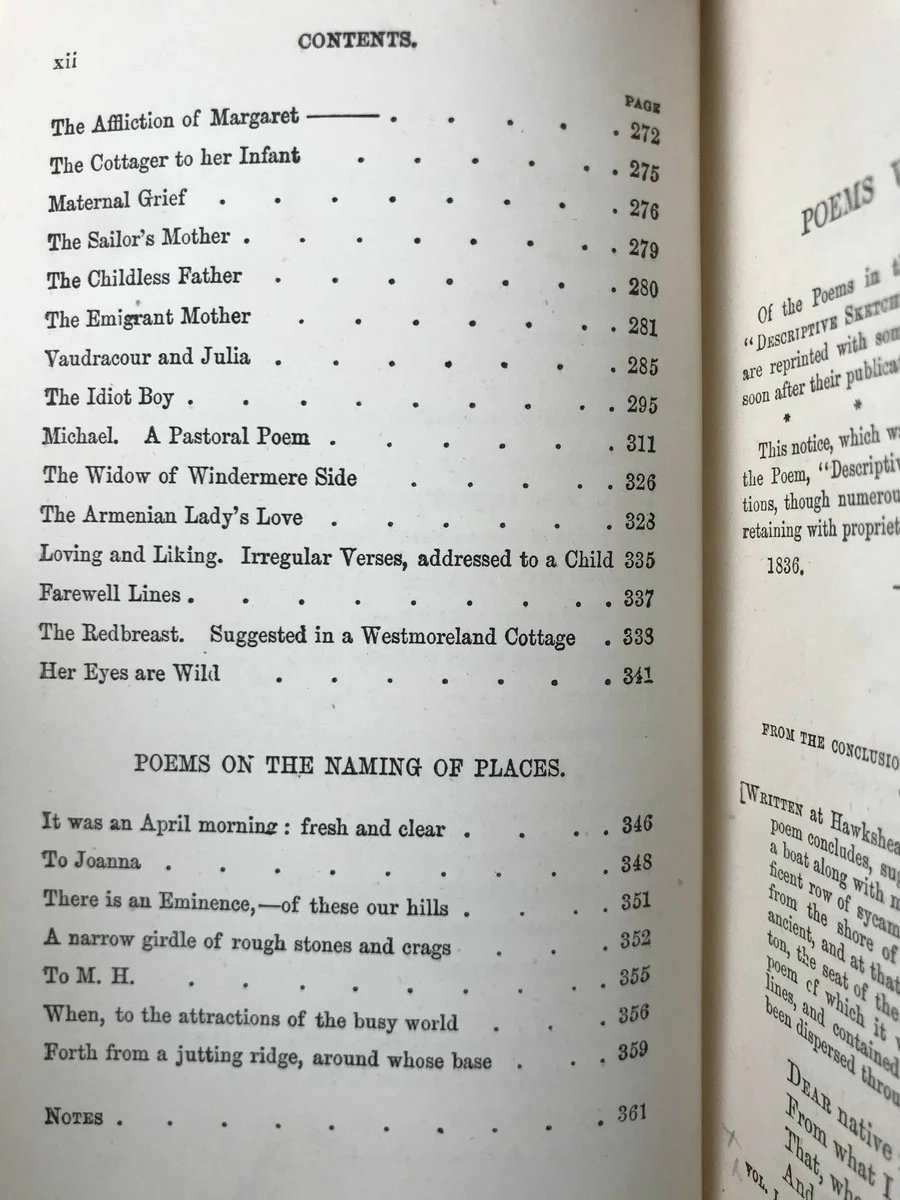 xii
CONTENTS.
PAGE
The Affliction of Margaret —— . . . . . 272
The Cottager to her Infant . . . . . . 275
Maternal Grief . . . . . . . . 276
The Sailor's Mother . . . . . . . . 279
The Childless Father . . . . . . . 280
The Emigrant Mother . . . . . . 281
Vaudracour and Julia . . . . . . . 285
The Idiot Boy . . . . . . . . . 295
Michael. A Pastoral Poem . . . . . . 311
The Widow of Windermere Side . . . . . 326
The Armenian Lady's Love . . . . . . 328
Loving and Liking. Irregular Verses, addressed to a Child 335
Farewell Lines . . . . . . . . . 337
The Redbreast. Suggested in a Westmoreland Cottage . 338
Her Eyes are Wild . . . . . . . 341
POEMS ON THE NAMING OF PLACES.
It was an April morning: fresh and clear . . . . 346
To Joanna . . . . . . . . . 348
There is an Eminence,—of these our hills . . . . 351
A narrow girdle of rough stones and crags . . . 352
To M. H. . . . . . . . . 355
When, to the attractions of the busy world . . . 356
Forth from a jutting ridge, around whose base . . . 359
NOTES . . . . . . . . . . 361
POEMS
Of the Poems in
"DESCRIPTIVE
are reprinted with
soon after their
* *
This notice, which
the Poem,
tions, though
retaining with
1836.
FROM THE
[WRITTEN at
poem concludes,
a boat along with
ficent row of
from the shore of
ancient, and at that
ton, the seat of the
poem of which it
lines, and contained
been dispersed
DEAR native
From what I
That,
And
VOL.